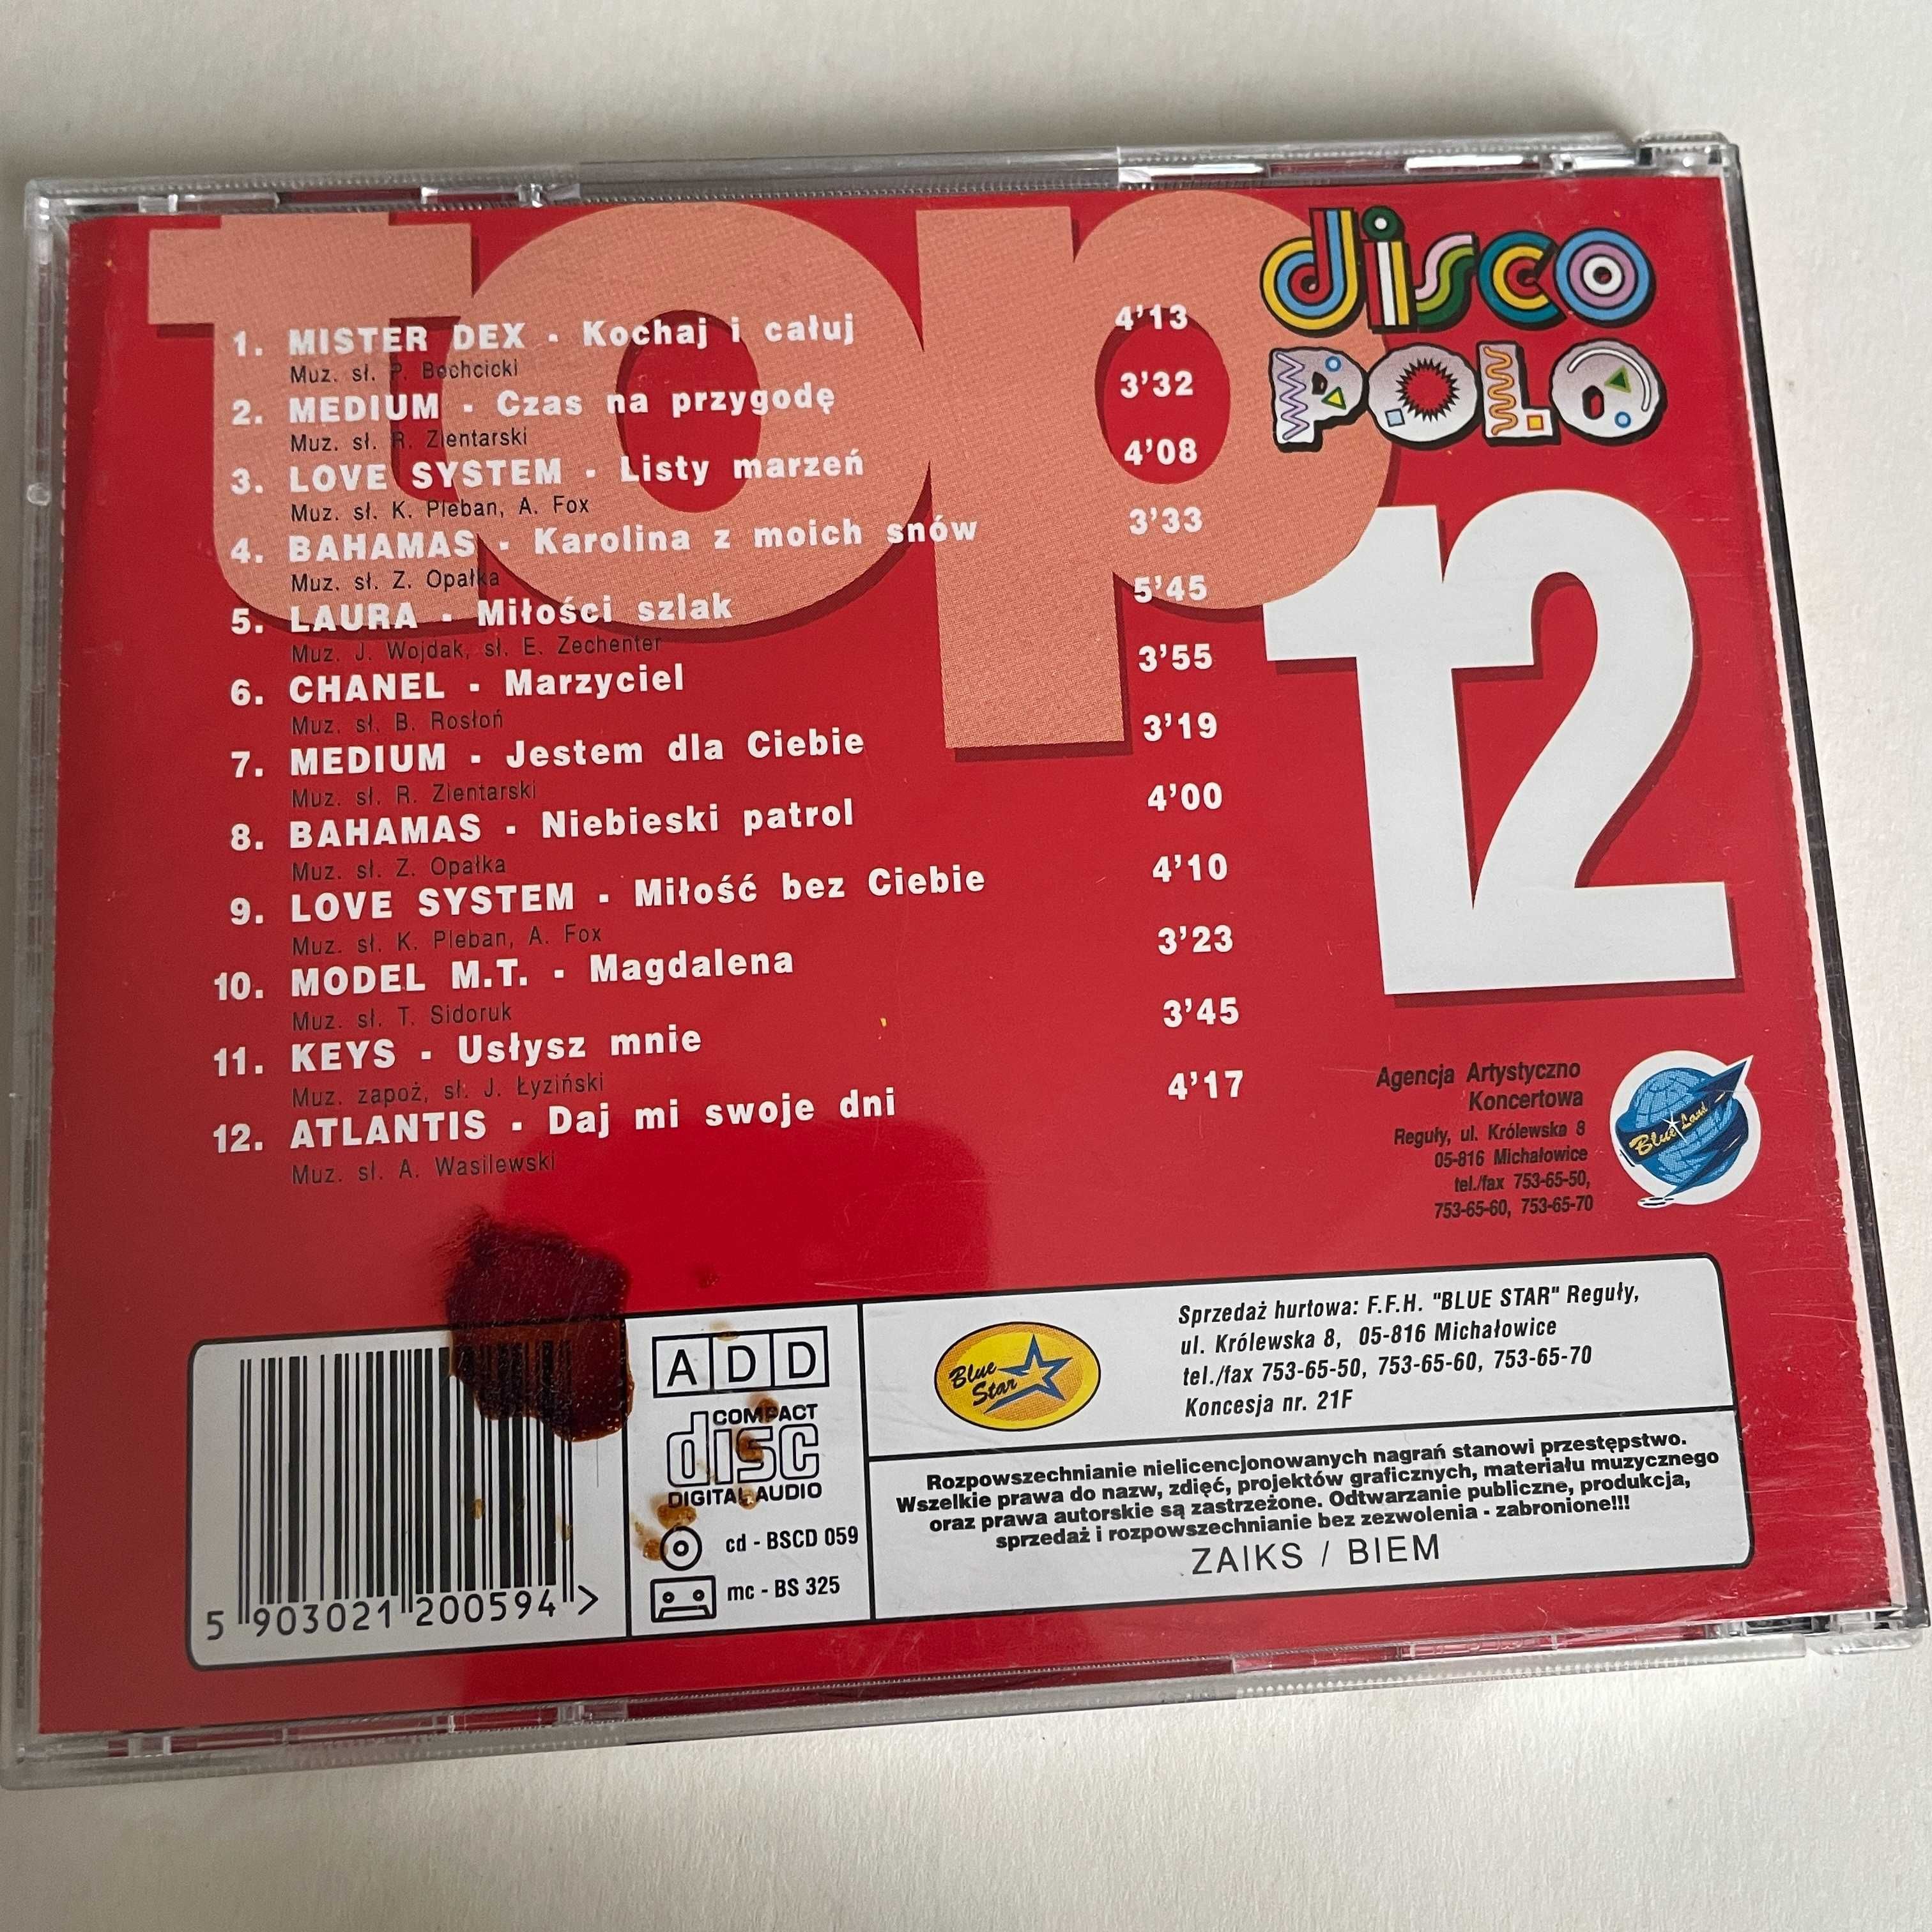 top
disco
POLO
12
1. MISTER DEX - Kochaj i całuj 4'13
Muz. sł. P. Bechcicki
2. MEDIUM - Czas na przygodę 3'32
Muz. sł. R. Zientarski
3. LOVE SYSTEM - Listy marzeń 4'08
Muz. sł. K. Pleban, A. Fox
4. BAHAMAS - Karolina z moich snów 3'33
Muz. sł. Z. Opałka
5. LAURA - Miłości szlak 5'45
Muz. J. Wojdak, sł. E. Zechenter
6. CHANEL - Marzyciel 3'55
Muz. sł. B. Rosłoń
7. MEDIUM - Jestem dla Ciebie 3'19
Muz. sł. R. Zientarski
8. BAHAMAS - Niebieski patrol 4'00
Muz. sł. Z. Opałka
9. LOVE SYSTEM - Miłość bez Ciebie 4'10
Muz. sł. K. Pleban, A. Fox
10. MODEL M.T. - Magdalena 3'23
Muz. sł. T. Sidoruk
11. KEYS - Usłysz mnie 3'45
Muz. zapoż, sł. J. Łyziński
12. ATLANTIS - Daj mi swoje dni 4'17
Muz. sł. A. Wasilewski
Agencja Artystyczno
Koncertowa
Reguły, ul. Królewska 8
05-816 Michałowice
tel./fax 753-65-50,
753-65-60, 753-65-70
Blue Land
5 903021 200594 >
A D D
COMPACT
disc
DIGITAL AUDIO
cd - BSCD 059
mc - BS 325
Blue
Star
Sprzedaż hurtowa: F.F.H. "BLUE STAR" Reguły,
ul. Królewska 8, 05-816 Michałowice
tel./fax 753-65-50, 753-65-60, 753-65-70
Koncesja nr. 21F
Rozpowszechnianie nielicencjonowanych nagrań stanowi przestępstwo.
Wszelkie prawa do nazw, zdjęć, projektów graficznych, materiału muzycznego
oraz prawa autorskie są zastrzeżone. Odtwarzanie publiczne, produkcja,
sprzedaż i rozpowszechnianie bez zezwolenia - zabronione!!!
ZAIKS / BIEM